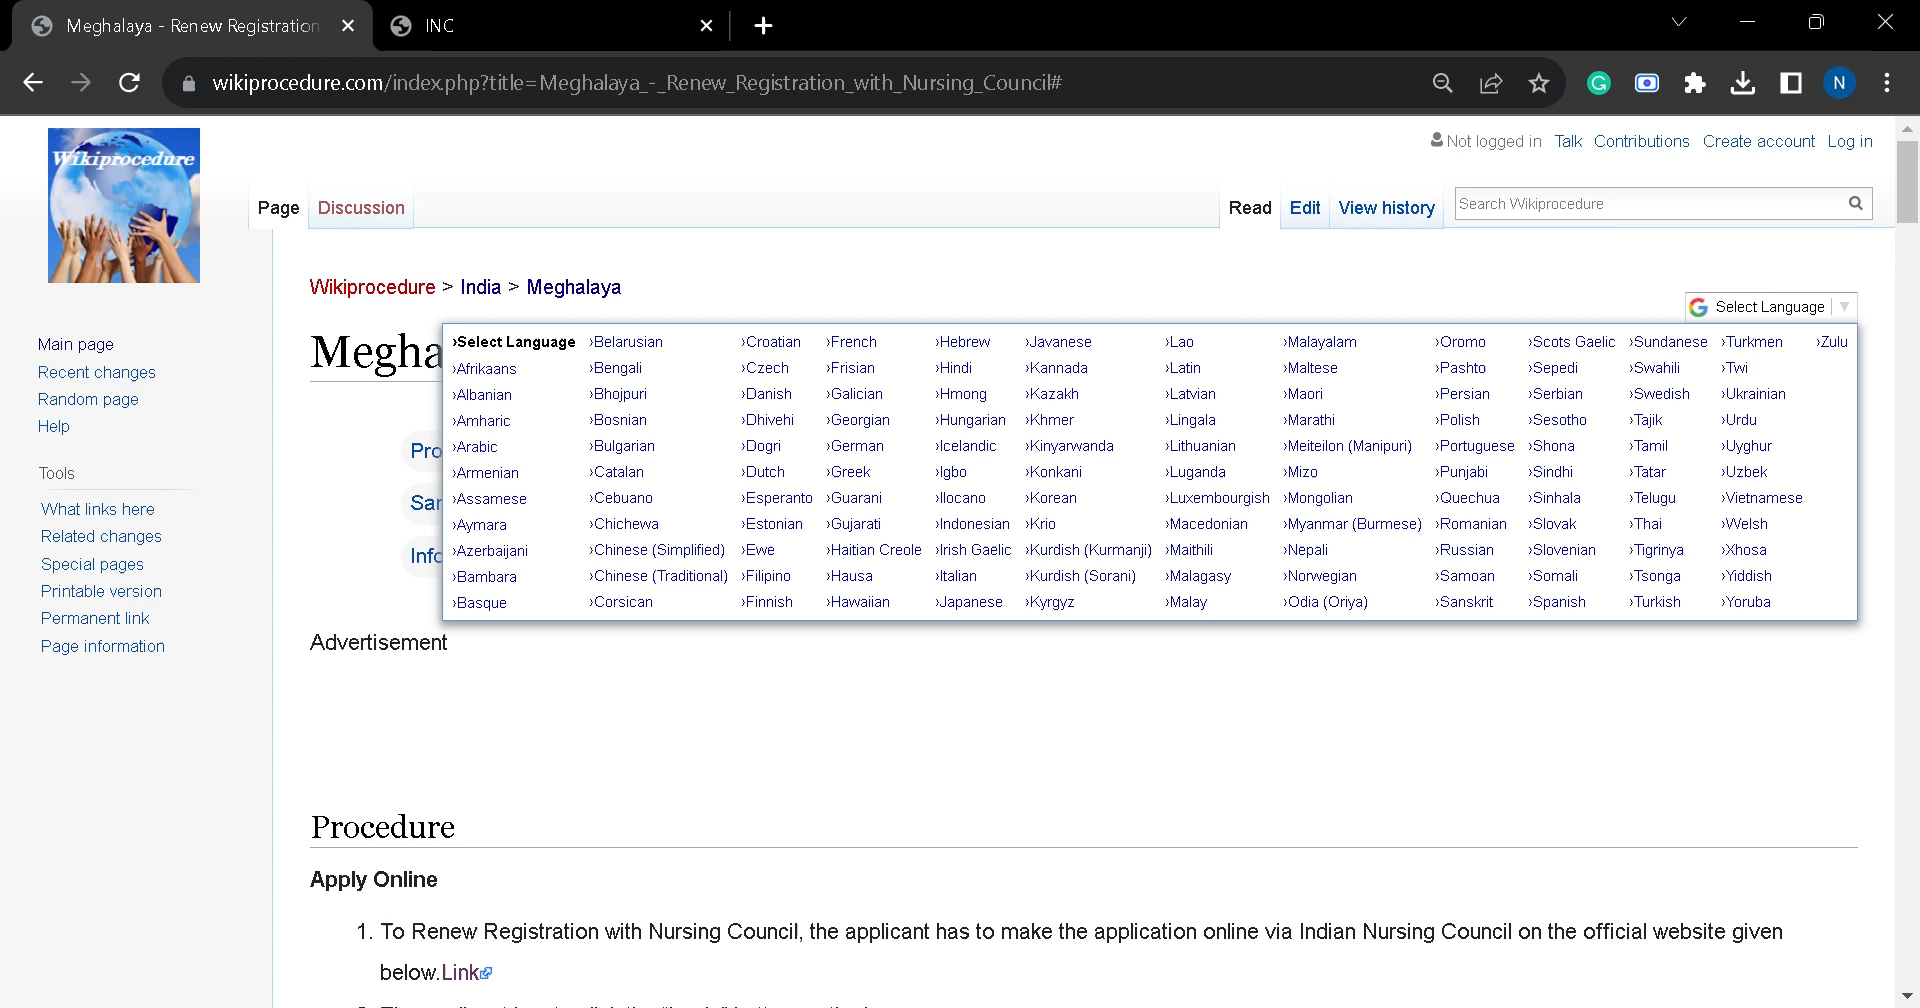 Meghalaya - Renew Registration
INC
wikiprocedure.com/index.php?title=Meghalaya_-_Renew_Registration_with_Nursing_Council#
N
Wikiprocedure
Not logged in Talk Contributions Create account Log in
Page Discussion
Read Edit View history Search Wikiprocedure
Wikiprocedure > India > Meghalaya
Select Language
Megha
›Select Language ›Belarusian ›Croatian ›French ›Hebrew ›Javanese ›Lao ›Malayalam ›Oromo ›Scots Gaelic ›Sundanese ›Turkmen ›Zulu
›Afrikaans ›Bengali ›Czech ›Frisian ›Hindi ›Kannada ›Latin ›Maltese ›Pashto ›Sepedi ›Swahili ›Twi
›Albanian ›Bhojpuri ›Danish ›Galician ›Hmong ›Kazakh ›Latvian ›Maori ›Persian ›Serbian ›Swedish ›Ukrainian
›Amharic ›Bosnian ›Dhivehi ›Georgian ›Hungarian ›Khmer ›Lingala ›Marathi ›Polish ›Sesotho ›Tajik ›Urdu
›Arabic ›Bulgarian ›Dogri ›German ›Icelandic ›Kinyarwanda ›Lithuanian ›Meiteilon (Manipuri) ›Portuguese ›Shona ›Tamil ›Uyghur
›Armenian ›Catalan ›Dutch ›Greek ›Igbo ›Konkani ›Luganda ›Mizo ›Punjabi ›Sindhi ›Tatar ›Uzbek
›Assamese ›Cebuano ›Esperanto ›Guarani ›Ilocano ›Korean ›Luxembourgish ›Mongolian ›Quechua ›Sinhala ›Telugu ›Vietnamese
›Aymara ›Chichewa ›Estonian ›Gujarati ›Indonesian ›Krio ›Macedonian ›Myanmar (Burmese) ›Romanian ›Slovak ›Thai ›Welsh
›Azerbaijani ›Chinese (Simplified) ›Ewe ›Haitian Creole ›Irish Gaelic ›Kurdish (Kurmanji) ›Maithili ›Nepali ›Russian ›Slovenian ›Tigrinya ›Xhosa
›Bambara ›Chinese (Traditional) ›Filipino ›Hausa ›Italian ›Kurdish (Sorani) ›Malagasy ›Norwegian ›Samoan ›Somali ›Tsonga ›Yiddish
›Basque ›Corsican ›Finnish ›Hawaiian ›Japanese ›Kyrgyz ›Malay ›Odia (Oriya) ›Sanskrit ›Spanish ›Turkish ›Yoruba
Pro
Sar
Info
Main page
Recent changes
Random page
Help
Tools
What links here
Related changes
Special pages
Printable version
Permanent link
Page information
Advertisement
Procedure
Apply Online
1. To Renew Registration with Nursing Council, the applicant has to make the application online via Indian Nursing Council on the official website given
below.Link